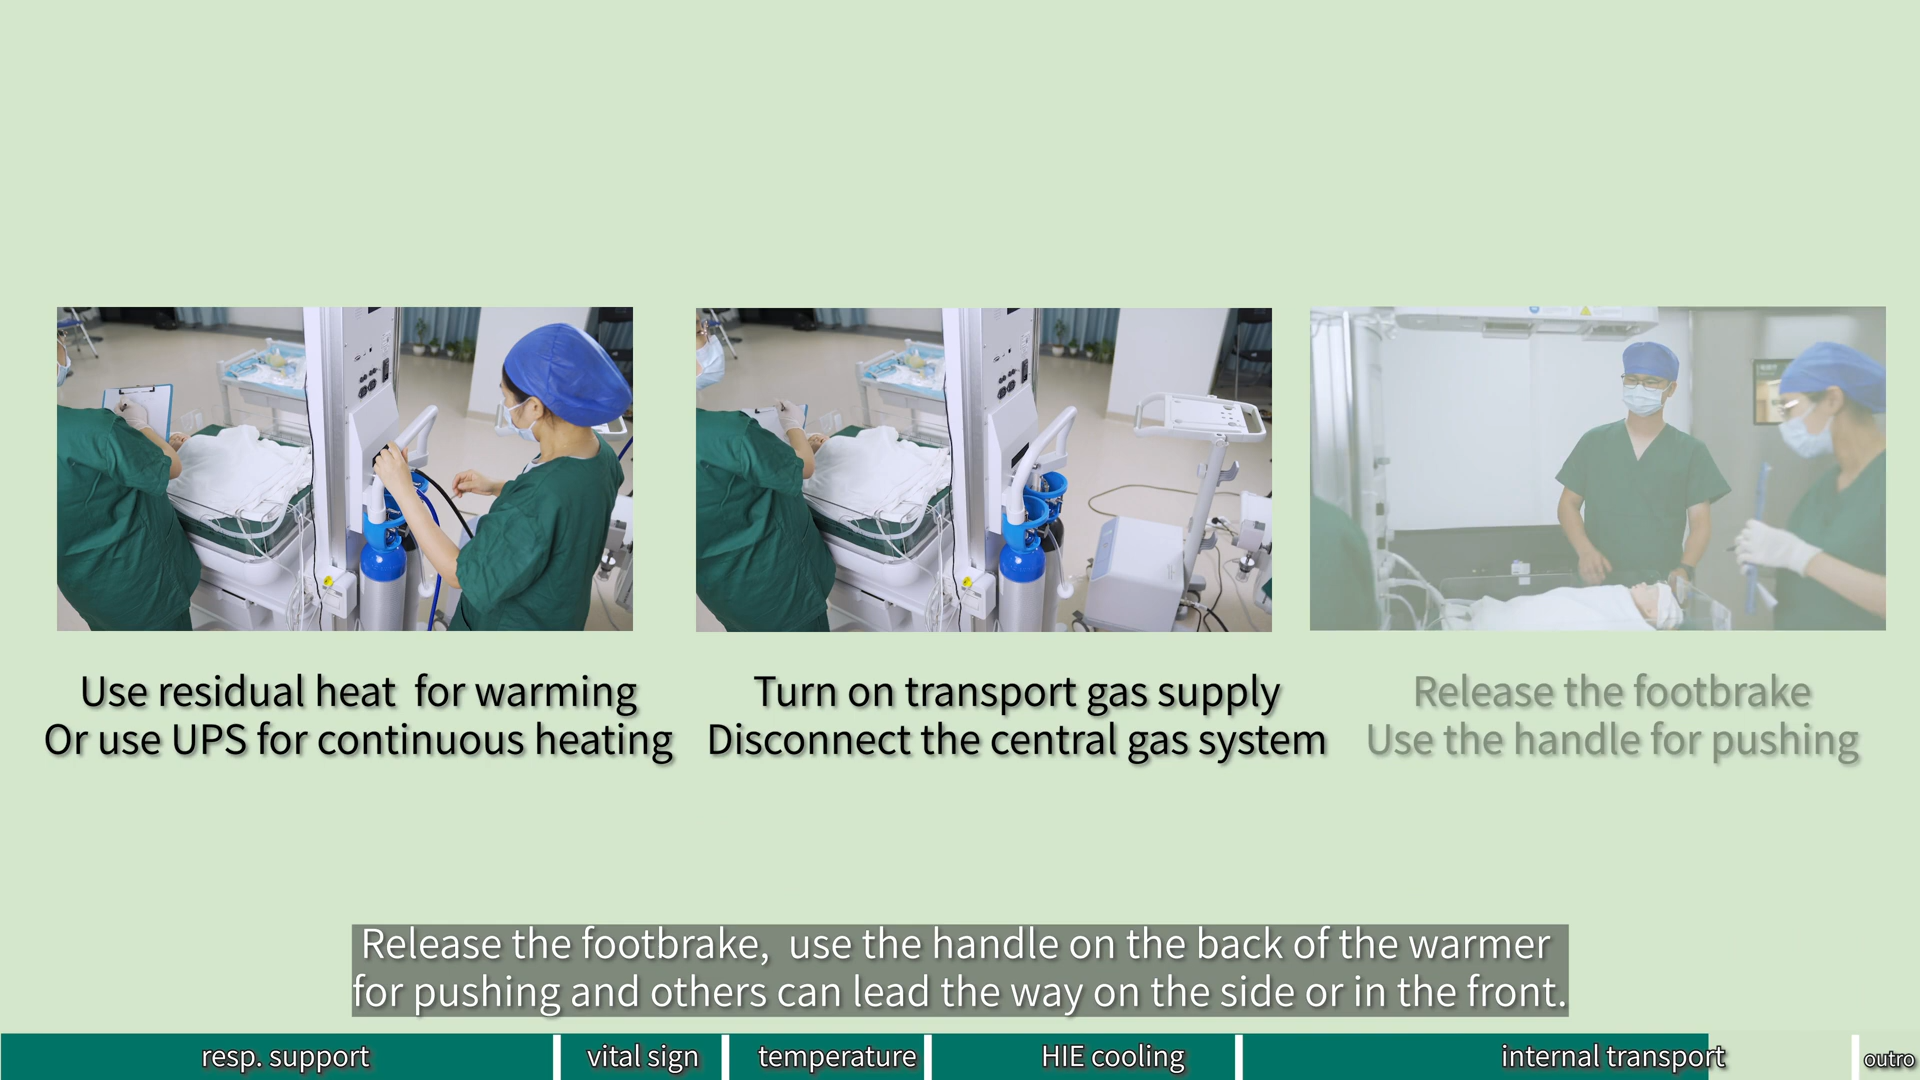 Use residual heat for warming
Or use UPS for continuous heating
Turn on transport gas supply
Disconnect the central gas system
Release the footbrake
Use the handle for pushing
Release the footbrake, use the handle on the back of the warmer
for pushing and others can lead the way on the side or in the front.
resp. support
vital sign
temperature
HIE cooling
internal transport
outro